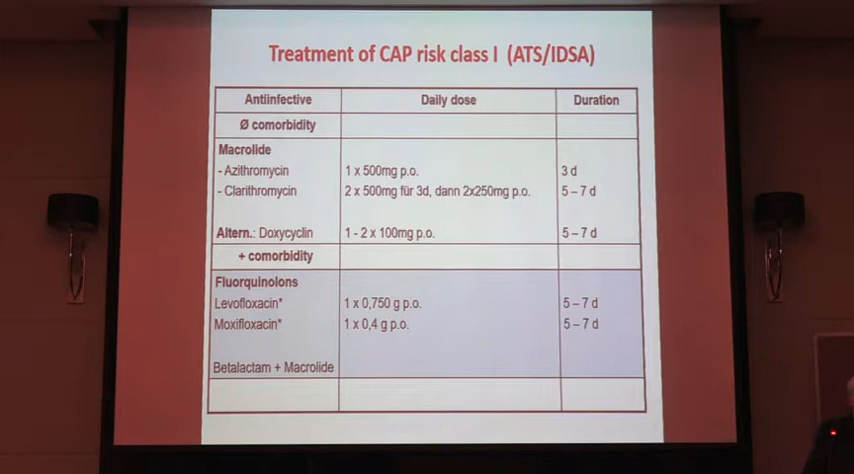 Treatment of CAP risk class I (ATS/IDSA)
Antiinfective Daily dose Duration
Ø comorbidity
Macrolide
- Azithromycin 1 x 500mg p.o. 3 d
- Clarithromycin 2 x 500mg für 3d, dann 2x250mg p.o. 5 – 7 d
Altern.: Doxycyclin 1 - 2 x 100mg p.o. 5 – 7 d
+ comorbidity
Fluorquinolons
Levofloxacin* 1 x 0,750 g p.o. 5 – 7 d
Moxifloxacin* 1 x 0,4 g p.o. 5 – 7 d
Betalactam + Macrolide